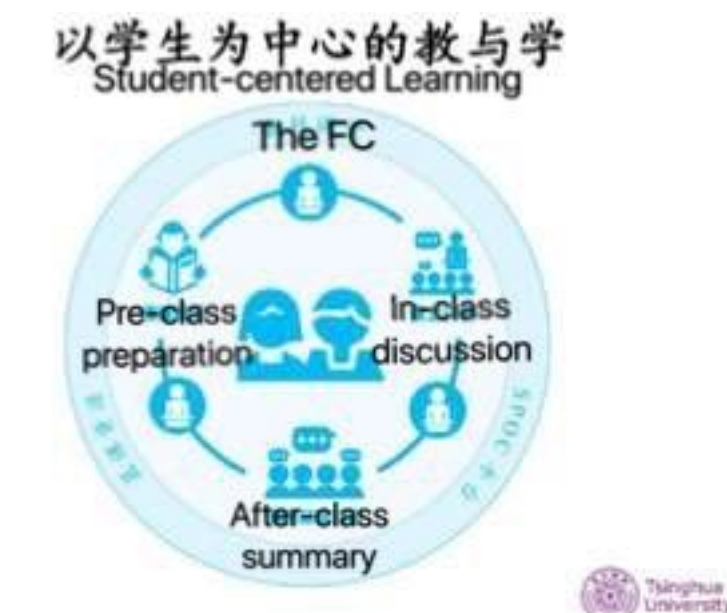 以学生为中心的教与学
Student-centered Learning
The FC
Pre-class
preparation
In-class
discussion
After-class
summary
Tsinghua
University